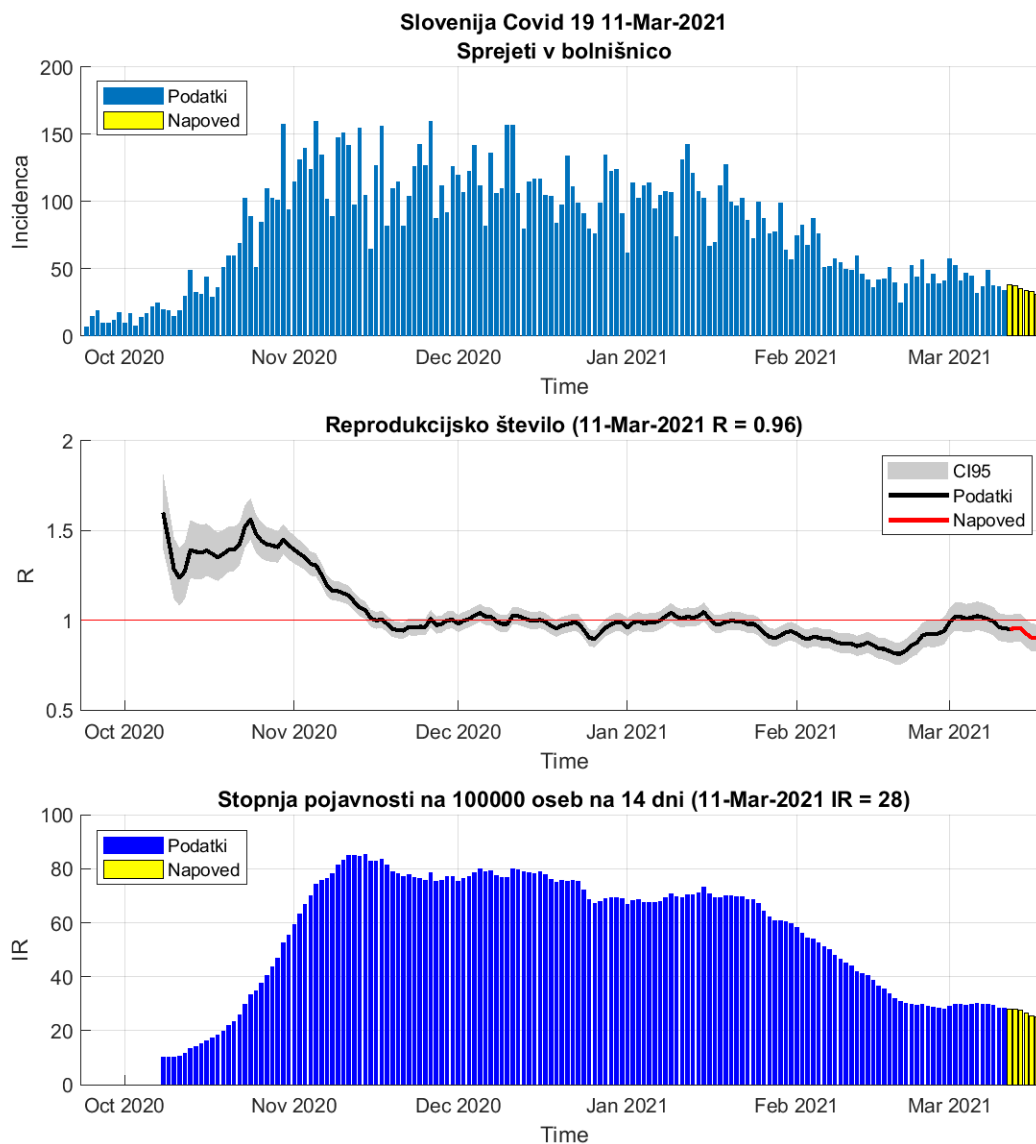 Slovenija Covid 19 11-Mar-2021
Sprejeti v bolnišnico
200
150
100
50
0
Incidenca
Podatki
Napoved
Oct 2020 Nov 2020 Dec 2020 Jan 2021 Feb 2021 Mar 2021
Time
Reprodukcijsko število (11-Mar-2021 R = 0.96)
2
1.5
1
0.5
R
CI95
Podatki
Napoved
Oct 2020 Nov 2020 Dec 2020 Jan 2021 Feb 2021 Mar 2021
Time
Stopnja pojavnosti na 100000 oseb na 14 dni (11-Mar-2021 IR = 28)
100
80
60
40
20
0
IR
Podatki
Napoved
Oct 2020 Nov 2020 Dec 2020 Jan 2021 Feb 2021 Mar 2021
Time